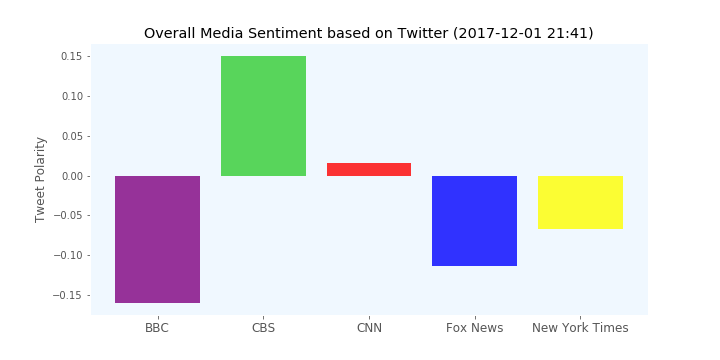 Overall Media Sentiment based on Twitter (2017-12-01 21:41)
Tweet Polarity
0.15
0.10
0.05
0.00
−0.05
−0.10
−0.15
BBC CBS CNN Fox News New York Times